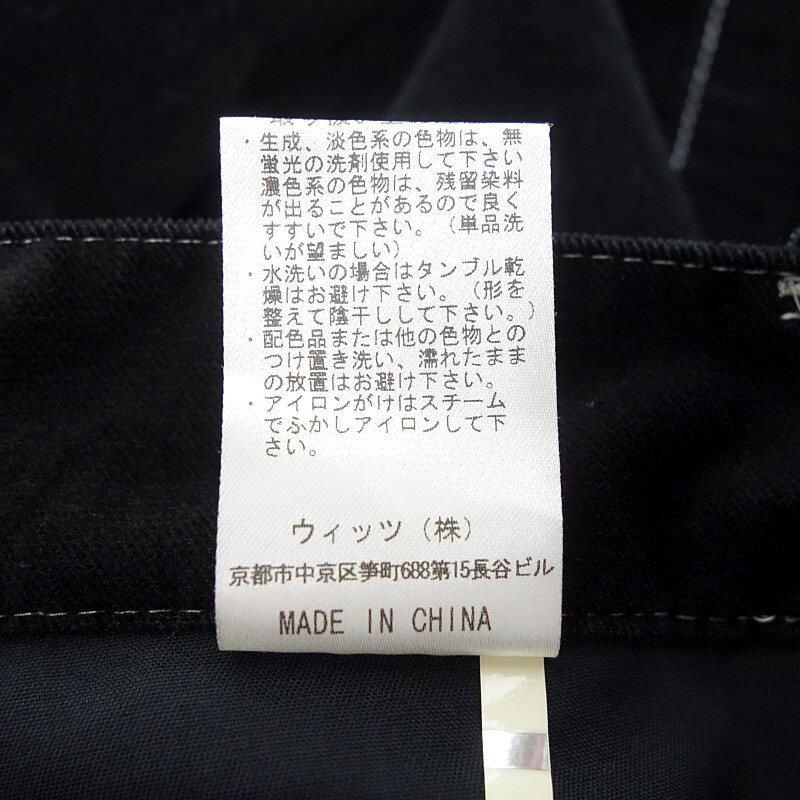 ・生成、淡色系の色物は、無
蛍光の洗剤使用して下さい
濃色系の色物は、残留染料
が出ることがあるので良く
すすいで下さい。（単品洗
いが望ましい）
・水洗いの場合はタンブル乾
燥はお避け下さい。（形を
整えて陰干しして下さい。）
・配色品または他の色物との
つけ置き洗い、濡れたまま
の放置はお避け下さい。
・アイロンがけはスチーム
でふかしアイロンして下
さい。
ウィッツ（株）
京都市中京区笋町688第15長谷ビル
MADE IN CHINA